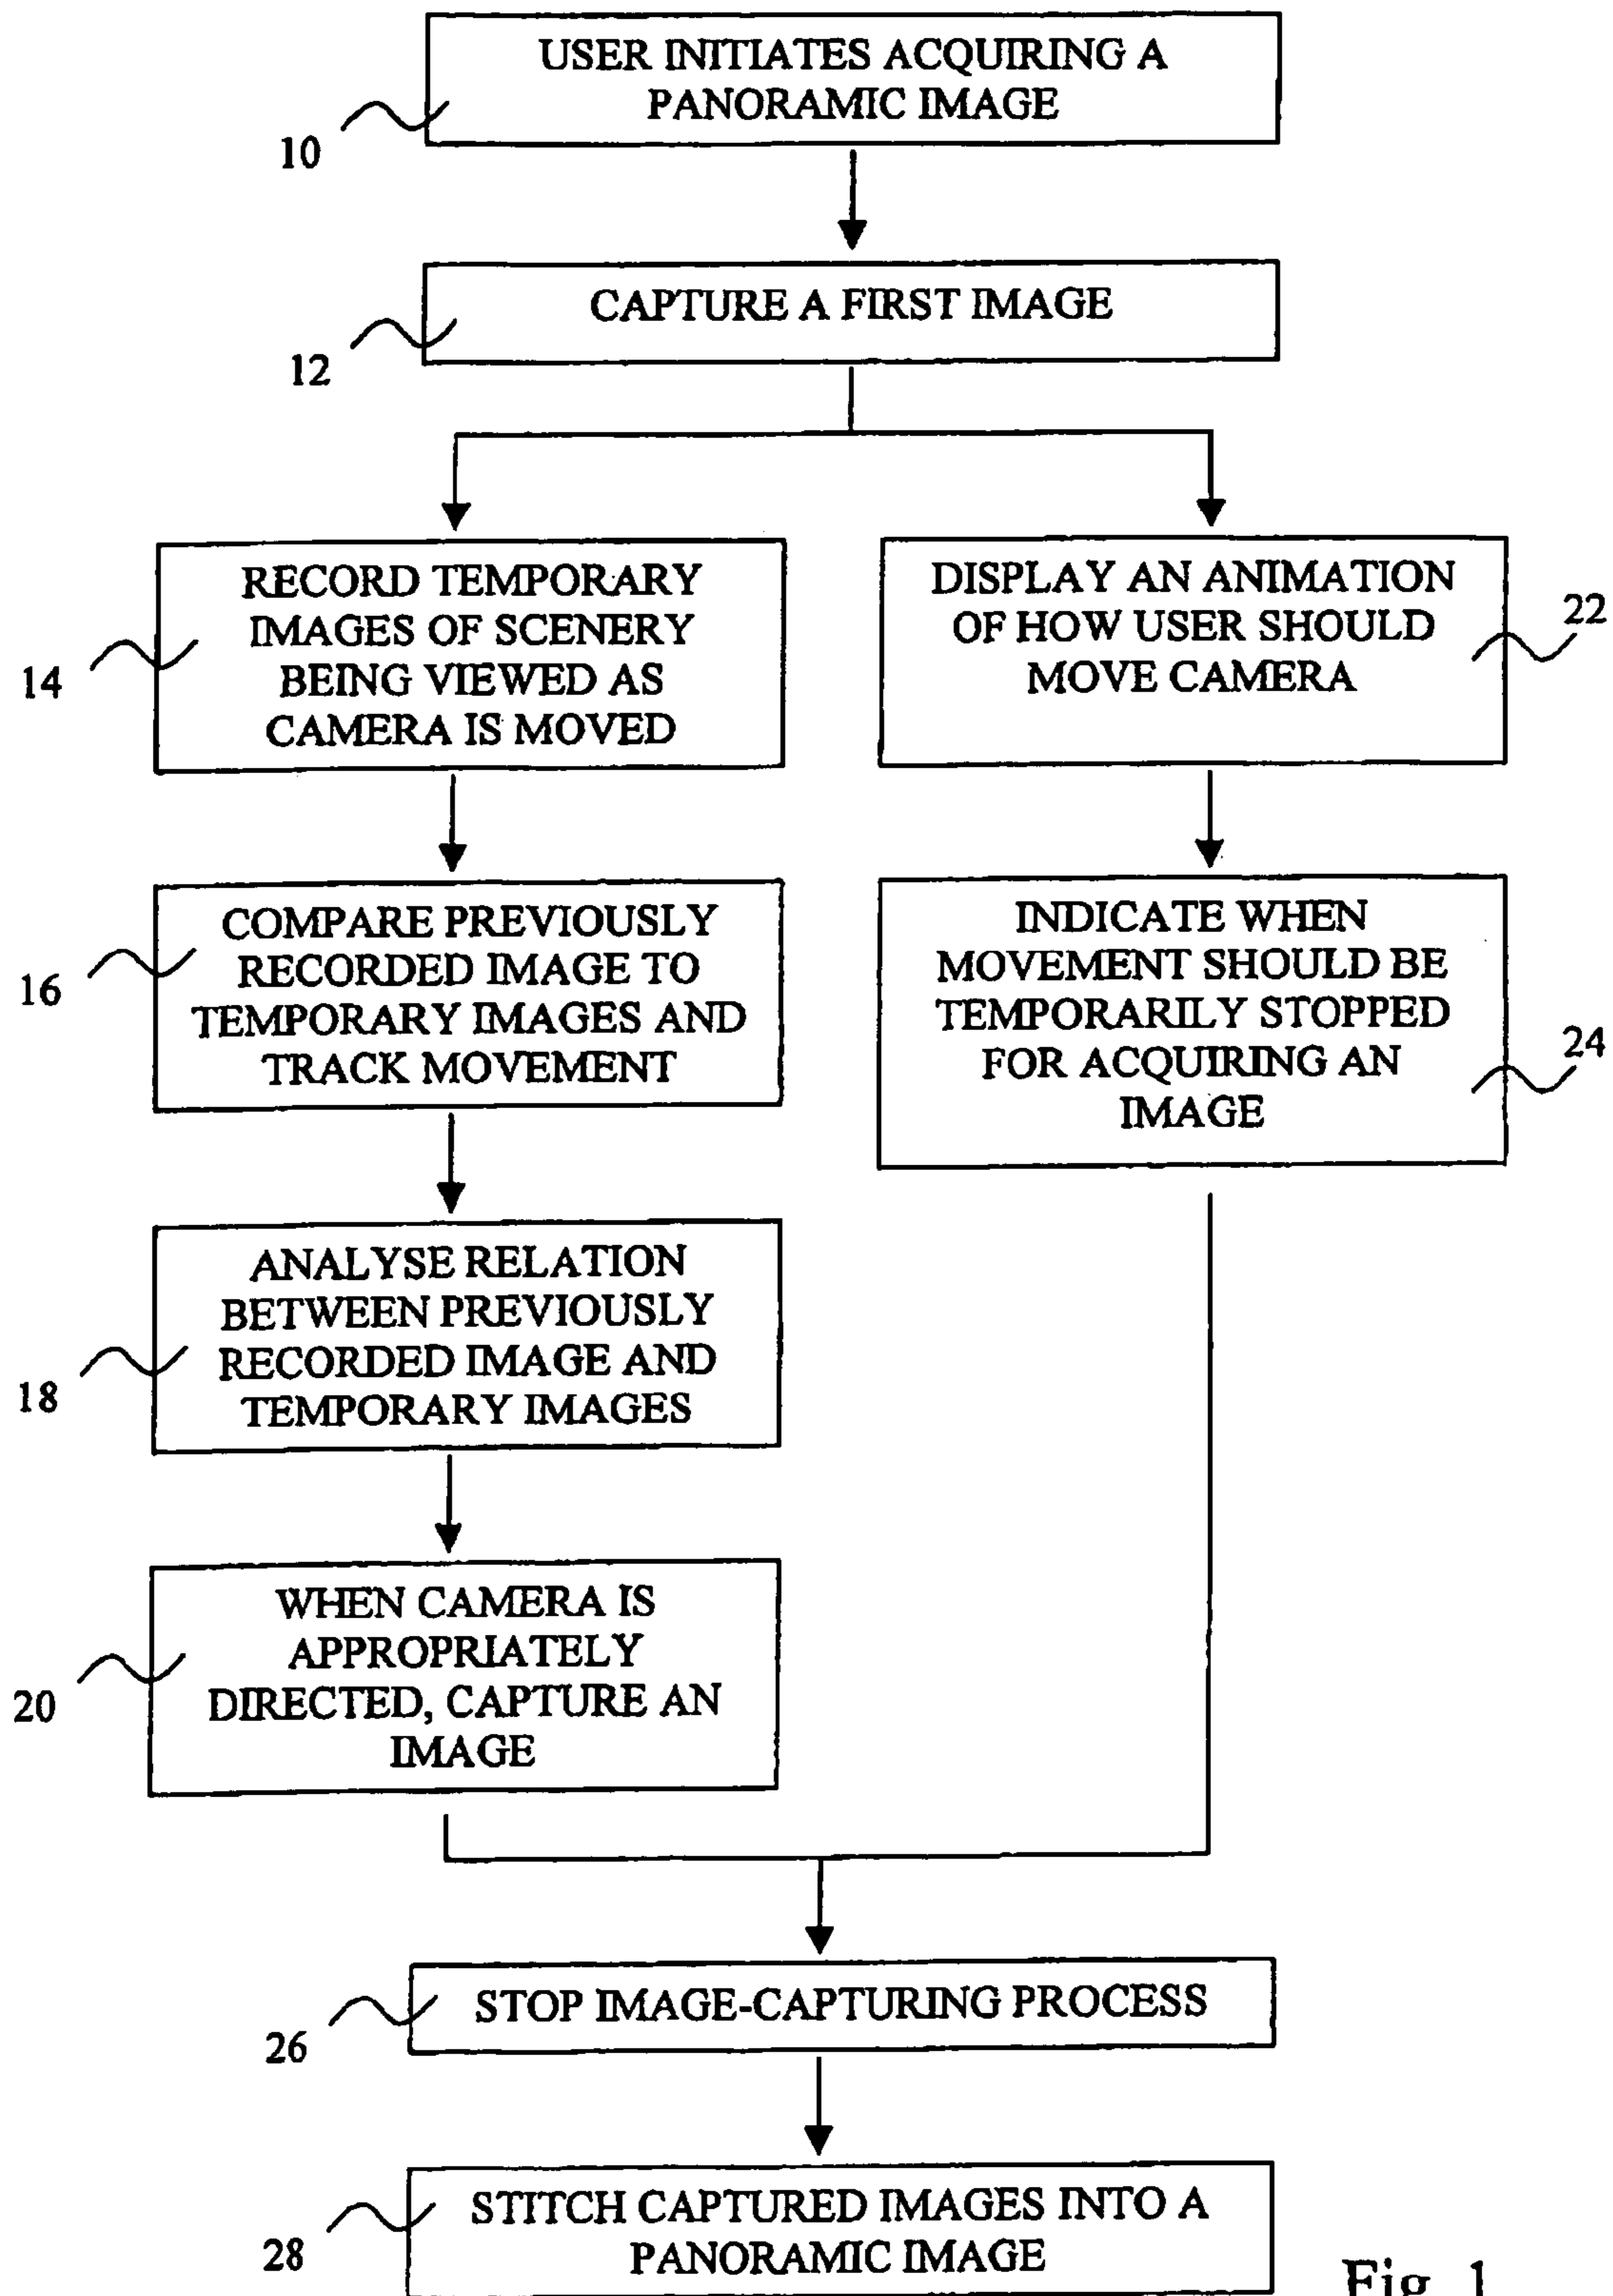 USER INITIATES ACQUIRING A
PANORAMIC IMAGE
10
CAPTURE A FIRST IMAGE
12
RECORD TEMPORARY
IMAGES OF SCENERY
BEING VIEWED AS
CAMERA IS MOVED
14
DISPLAY AN ANIMATION
OF HOW USER SHOULD
MOVE CAMERA
22
COMPARE PREVIOUSLY
RECORDED IMAGE TO
TEMPORARY IMAGES AND
TRACK MOVEMENT
16
INDICATE WHEN
MOVEMENT SHOULD BE
TEMPORARILY STOPPED
FOR ACQUIRING AN
IMAGE
24
ANALYSE RELATION
BETWEEN PREVIOUSLY
RECORDED IMAGE AND
TEMPORARY IMAGES
18
WHEN CAMERA IS
APPROPRIATELY
DIRECTED, CAPTURE AN
IMAGE
20
STOP IMAGE-CAPTURING PROCESS
26
STITCH CAPTURED IMAGES INTO A
PANORAMIC IMAGE
28
Fig. 1